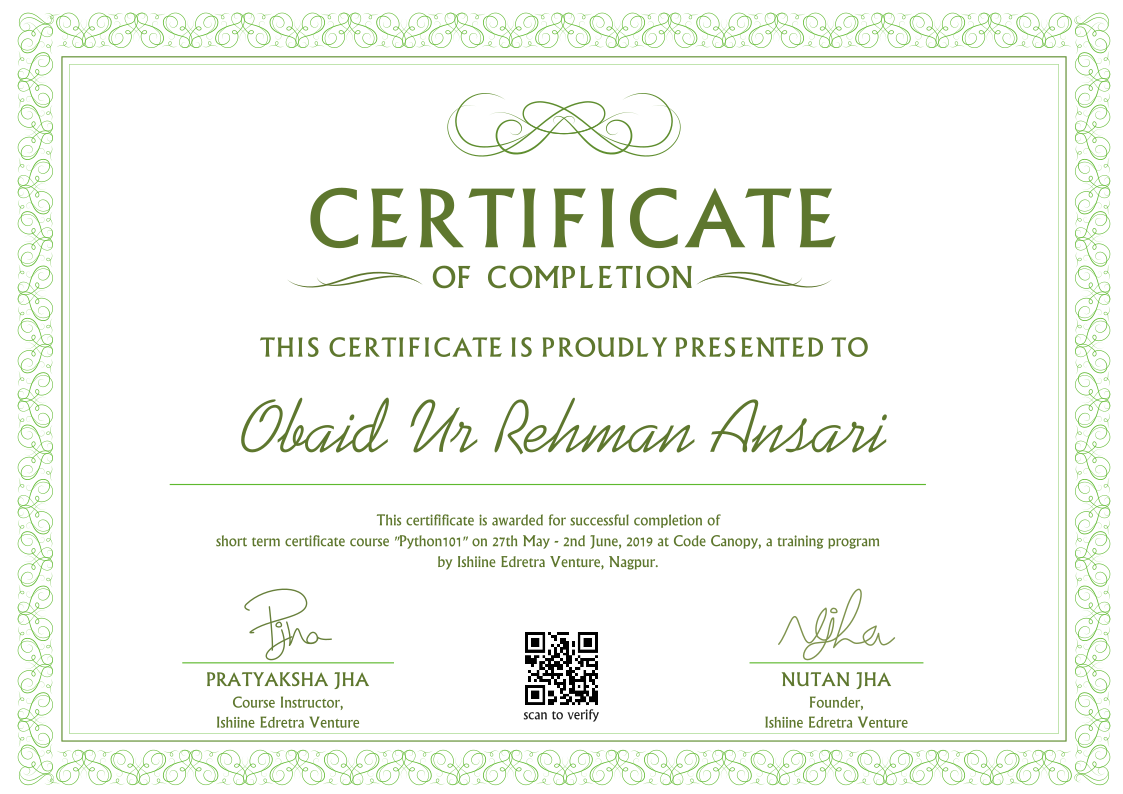 CERTIFICATE
OF COMPLETION
THIS CERTIFICATE IS PROUDLY PRESENTED TO
Obaid Ur Rehman Ansari
This certififificate is awarded for successful completion of
short term certificate course "Python101" on 27th May - 2nd June, 2019 at Code Canopy, a training program
by Ishiine Edretra Venture, Nagpur.
Pjha
PRATYAKSHA JHA
Course Instructor,
Ishiine Edretra Venture
scan to verify
Njha
NUTAN JHA
Founder,
Ishiine Edretra Venture